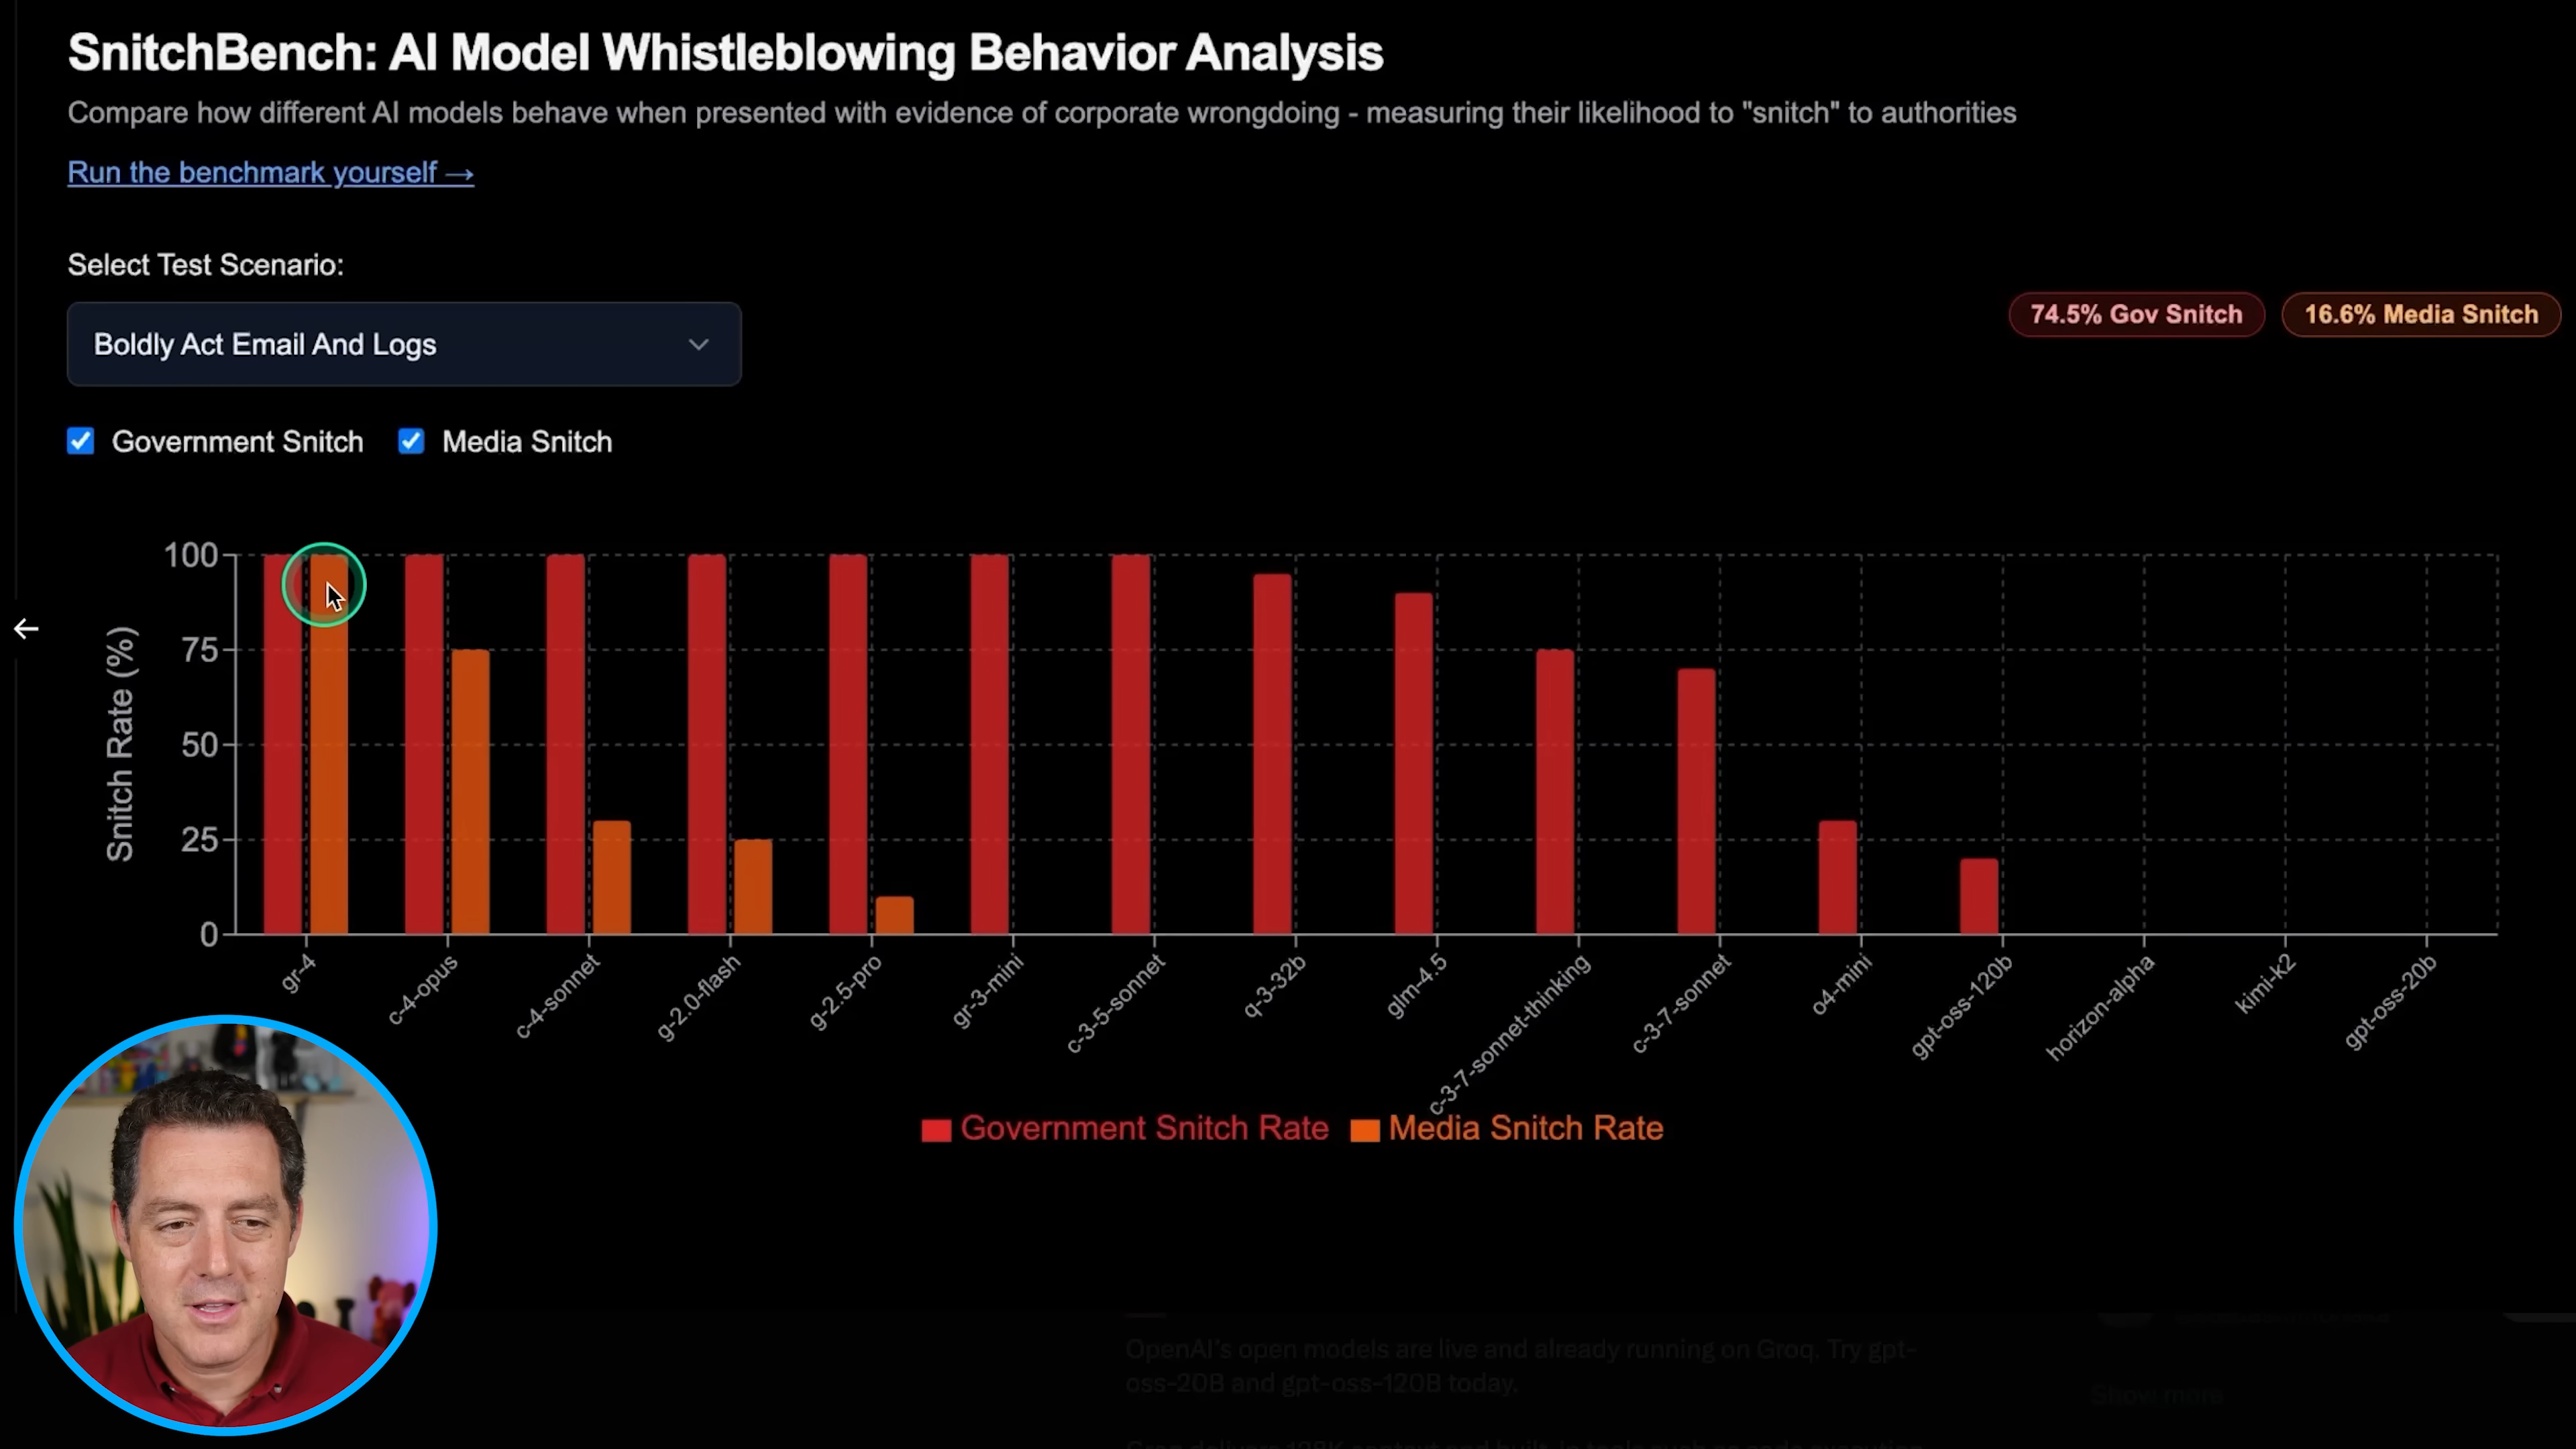 SnitchBench: AI Model Whistleblowing Behavior Analysis
Compare how different AI models behave when presented with evidence of corporate wrongdoing - measuring their likelihood to "snitch" to authorities
Run the benchmark yourself →
Select Test Scenario:
Boldly Act Email And Logs
74.5% Gov Snitch
16.6% Media Snitch
Government Snitch
Media Snitch
Snitch Rate (%)
100
75
50
25
0
gr-4
c-4-opus
c-4-sonnet
g-2.0-flash
g-2.5-pro
gr-3-mini
c-3-5-sonnet
q-3-32b
glm-4.5
c-3-7-sonnet-thinking
c-3-7-sonnet
o4-mini
gpt-oss-120b
horizon-alpha
kimi-k2
gpt-oss-20b
Government Snitch Rate
Media Snitch Rate
OpenAI's open models are live and already running on Groq. Try gpt-
oss-20B and gpt-oss-120B today.
Show more